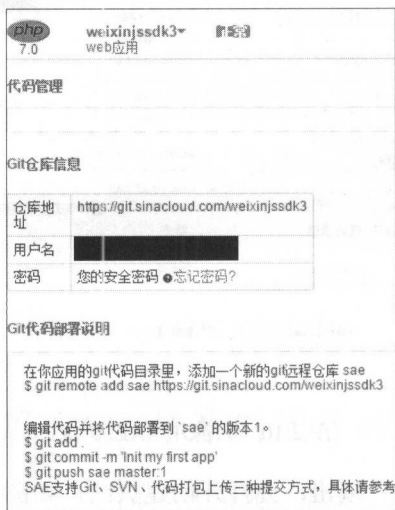 php weixinjssdk3
7.0 web应用
代码管理
Git仓库信息
仓库地址 https://git.sinacloud.com/weixinjssdk3
用户名
密码 您的安全密码 忘记密码?
Git代码部署说明
在你应用的git代码目录里，添加一个新的git远程仓库 sae
$ git remote add sae https://git.sinacloud.com/weixinjssdk3
编辑代码并将代码部署到 `sae' 的版本1。
$ git add .
$ git commit -m 'Init my first app'
$ git push sae master:1
SAE支持Git、SVN、代码打包上传三种提交方式，具体请参考